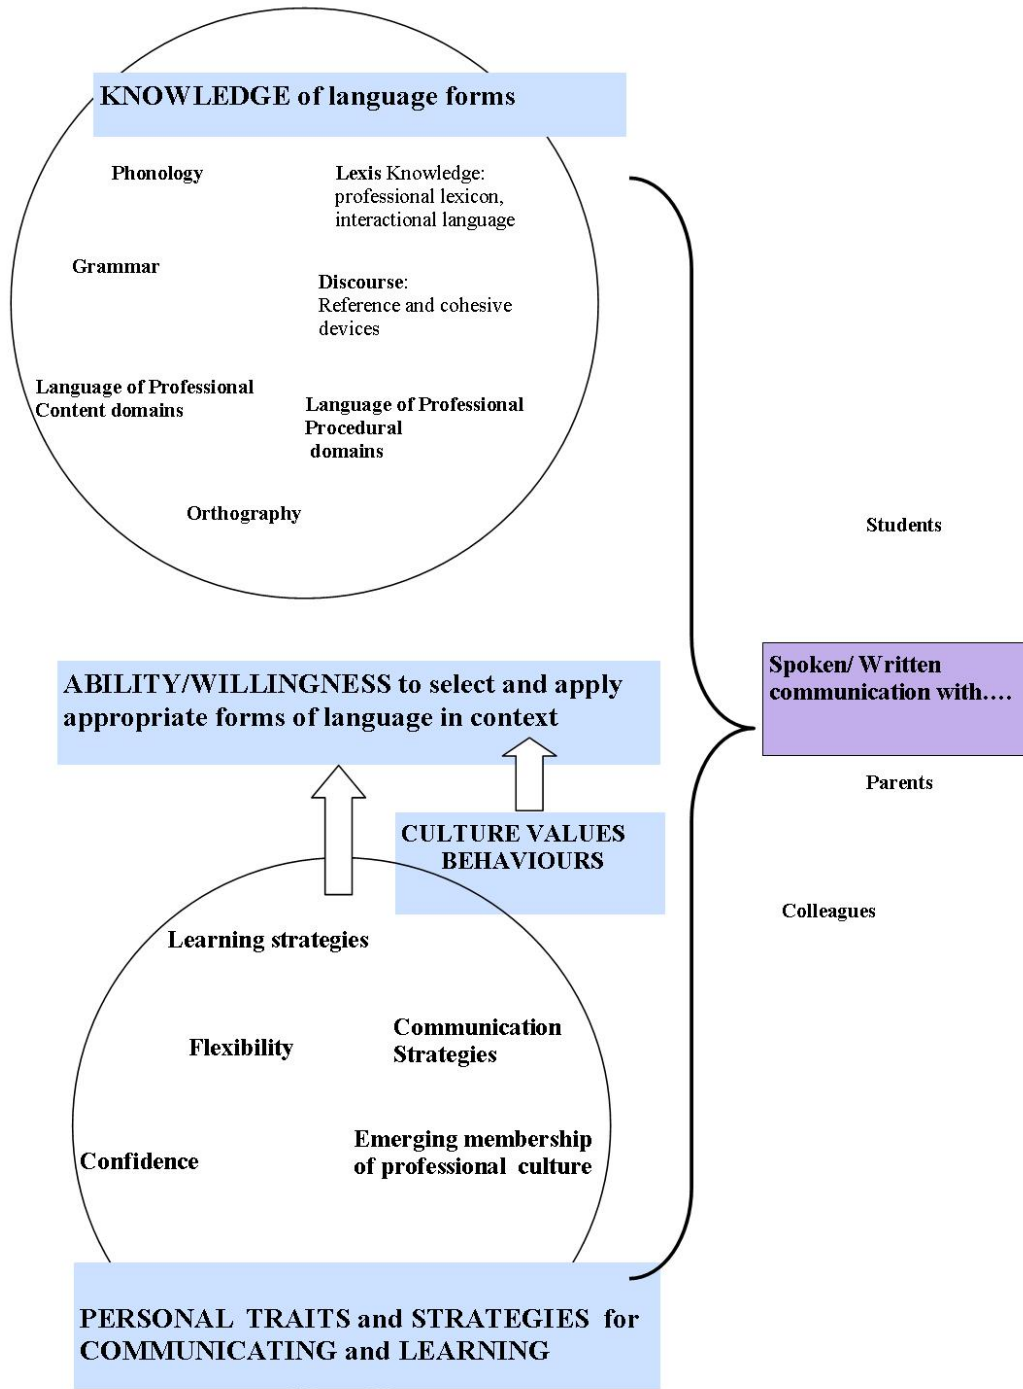 KNOWLEDGE of language forms
Phonology
Lexis Knowledge:
professional lexicon,
interactional language
Grammar
Discourse:
Reference and cohesive
devices
Language of Professional
Content domains
Language of Professional
Procedural
domains
Orthography
Students
ABILITY/WILLINGNESS to select and apply
appropriate forms of language in context
Spoken/ Written
communication with....
Parents
CULTURE VALUES
BEHAVIOURS
Colleagues
Learning strategies
Flexibility
Communication
Strategies
Confidence
Emerging membership
of professional culture
PERSONAL TRAITS and STRATEGIES for
COMMUNICATING and LEARNING